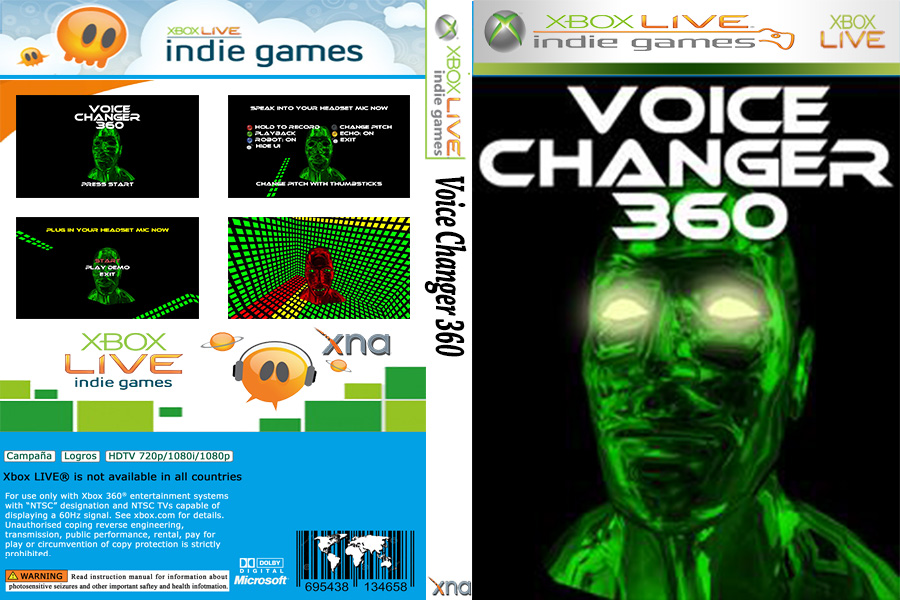 XBOX LIVE
indie games
VOICE
CHANGER
360
PRESS START
SPEAK INTO YOUR HEADSET MIC NOW
HOLD TO RECORD
PLAYBACK
ROBOT: ON
HIDE UI
CHANGE PITCH
ECHO: ON
EXIT
CHANGE PITCH WITH THUMBSTICKS
PLUG IN YOUR HEADSET MIC NOW
START
PLAY DEMO
EXIT
XBOX
LIVE
indie games
xna
Campaña
Logros
HDTV 720p/1080i/1080p
Xbox LIVE® is not available in all countries
For use only with Xbox 360® entertainment systems
with "NTSC" designation and NTSC TVs capable of
displaying a 60Hz signal. See xbox.com for details.
Unauthorised coping reverse engineering,
transmission, public performance, rental, pay for
play or circumvention of copy protection is strictly
prohibited.
WARNING Read instruction manual for information about
photosensitive seizures and other important saftey and health infotmation.
DOLBY
DIGITAL
Microsoft
695438 134658
XBOX LIVE
indie games
Voice Changer 360
xna
XBOX LIVE
indie games
XBOX
LIVE
VOICE
CHANGER
360